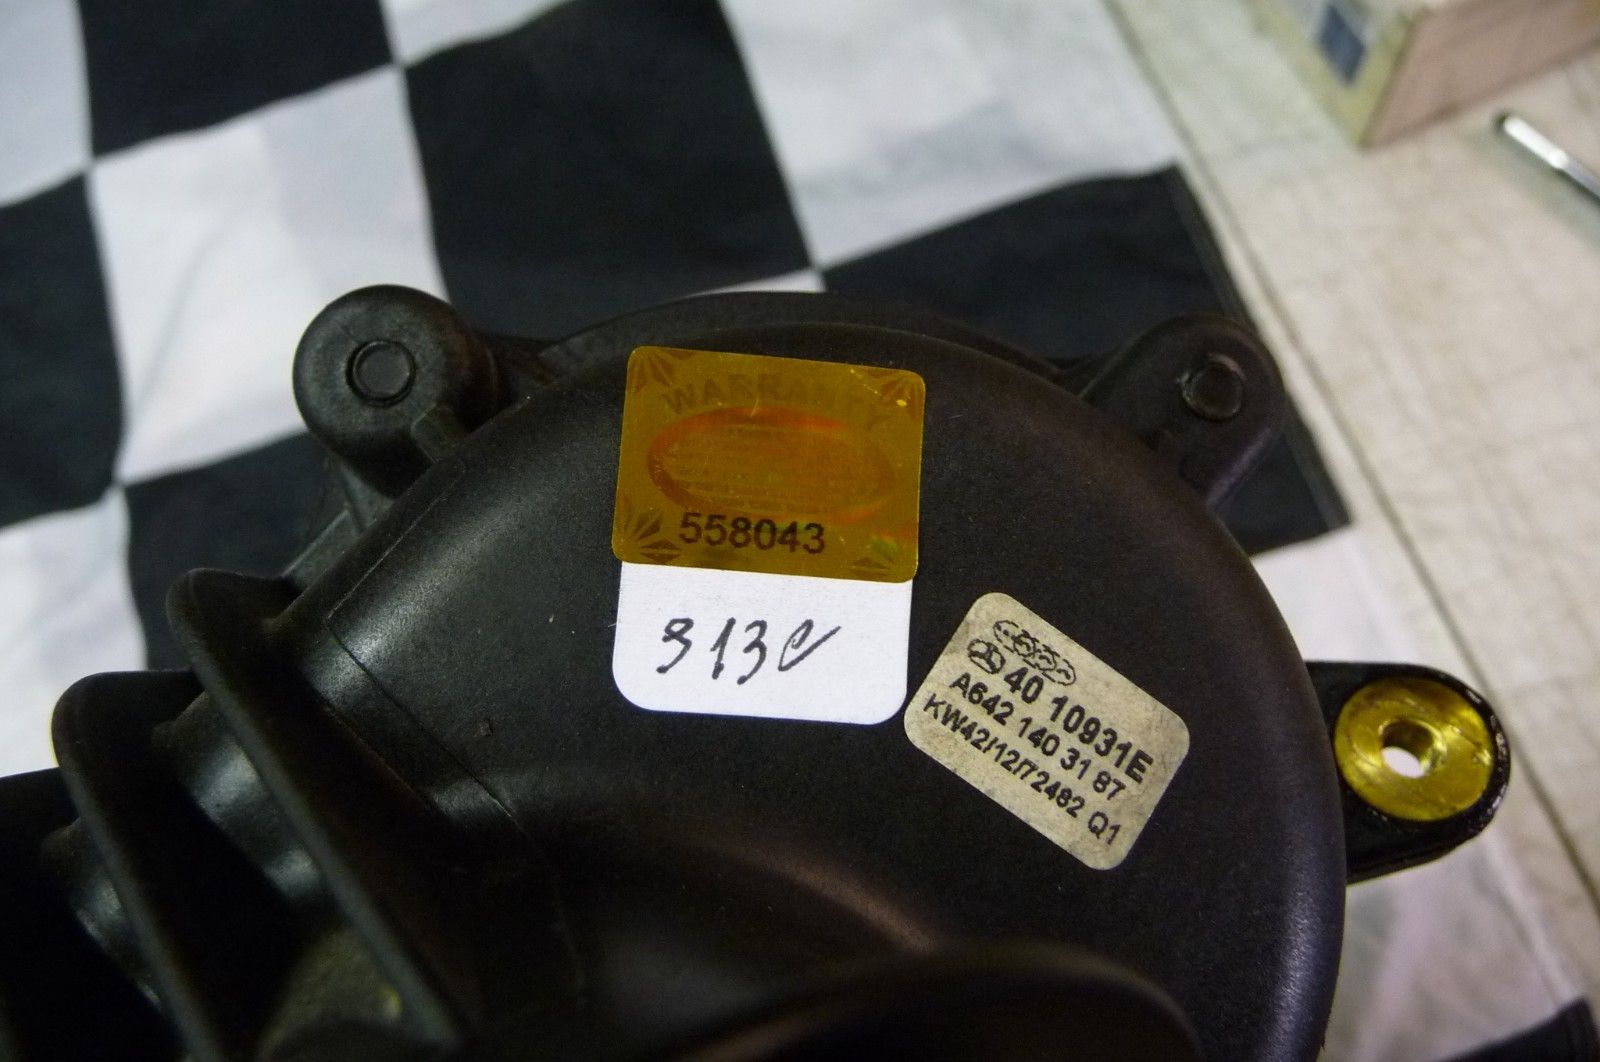 WARRANTY
558043
313c
40 10931E
A642 140 31 87
KW42/12/72482 Q1